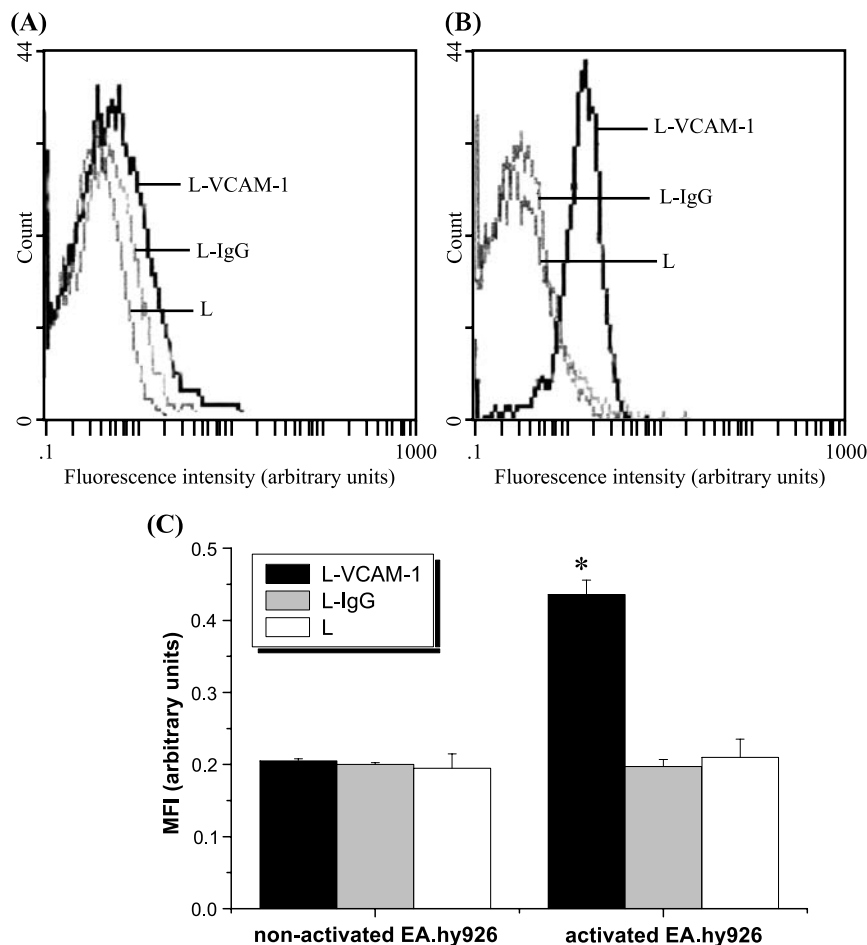 (A)
44
Count
0
L-VCAM-1
L-IgG
L
.1 1000
Fluorescence intensity (arbitrary units)
(B)
44
Count
0
L-VCAM-1
L-IgG
L
.1 1000
Fluorescence intensity (arbitrary units)
(C)
MFI (arbitrary units)
0.5
0.4
0.3
0.2
0.1
0.0
L-VCAM-1
L-IgG
L
*
non-activated EA.hy926 activated EA.hy926